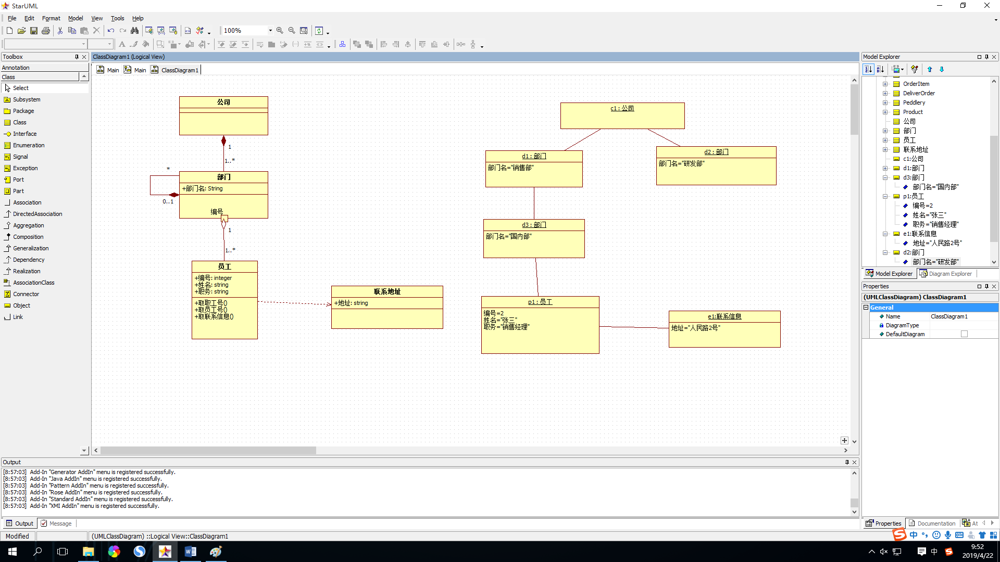 StarUML
File Edit Format Model View Tools Help
100%
Toolbox
Annotation
Class
Select
Subsystem
Package
Class
Interface
Enumeration
Signal
Exception
Port
Part
Association
DirectedAssociation
Aggregation
Composition
Generalization
Dependency
Realization
AssociationClass
Connector
Object
Link
ClassDiagram1 (Logical View)
Main Main ClassDiagram1
公司
1
1..*
*
部门
+部门名: String
0..1
编号
1
1..*
员工
+编号: integer
+姓名: string
+职务: string
+取职工号()
+取员工号()
+取联系信息()
联系地址
+地址: string
c1:公司
d1:部门
部门名="销售部"
d2:部门
部门名="研发部"
d3:部门
部门名="国内部"
p1:员工
编号=2
姓名="张三"
职务="销售经理"
e1:联系信息
地址="人民路2号"
Model Explorer
OrderItem
DeliverOrder
Peddlery
Product
公司
部门
员工
联系地址
c1:公司
d1:部门
d3:部门
部门名="国内部"
p1:员工
编号=2
姓名="张三"
职务="销售经理"
e1:联系信息
地址="人民路2号"
d2:部门
部门名="研发部"
Model Explorer Diagram Explorer
Properties
(UMLClassDiagram) ClassDiagram1
General
Name ClassDiagram1
DiagramType
DefaultDiagram
Properties Documentation At
Output
[8:57:03] Add-In "Generator AddIn" menu is registered successfully.
[8:57:03] Add-In "Java AddIn" menu is registered successfully.
[8:57:03] Add-In "Pattern AddIn" menu is registered successfully.
[8:57:03] Add-In "Rose AddIn" menu is registered successfully.
[8:57:03] Add-In "Standard AddIn" menu is registered successfully.
[8:57:03] Add-In "XMI AddIn" menu is registered successfully.
Output Message
Modified (UMLClassDiagram) ::Logical View::ClassDiagram1
中
中
9:52
2019/4/22